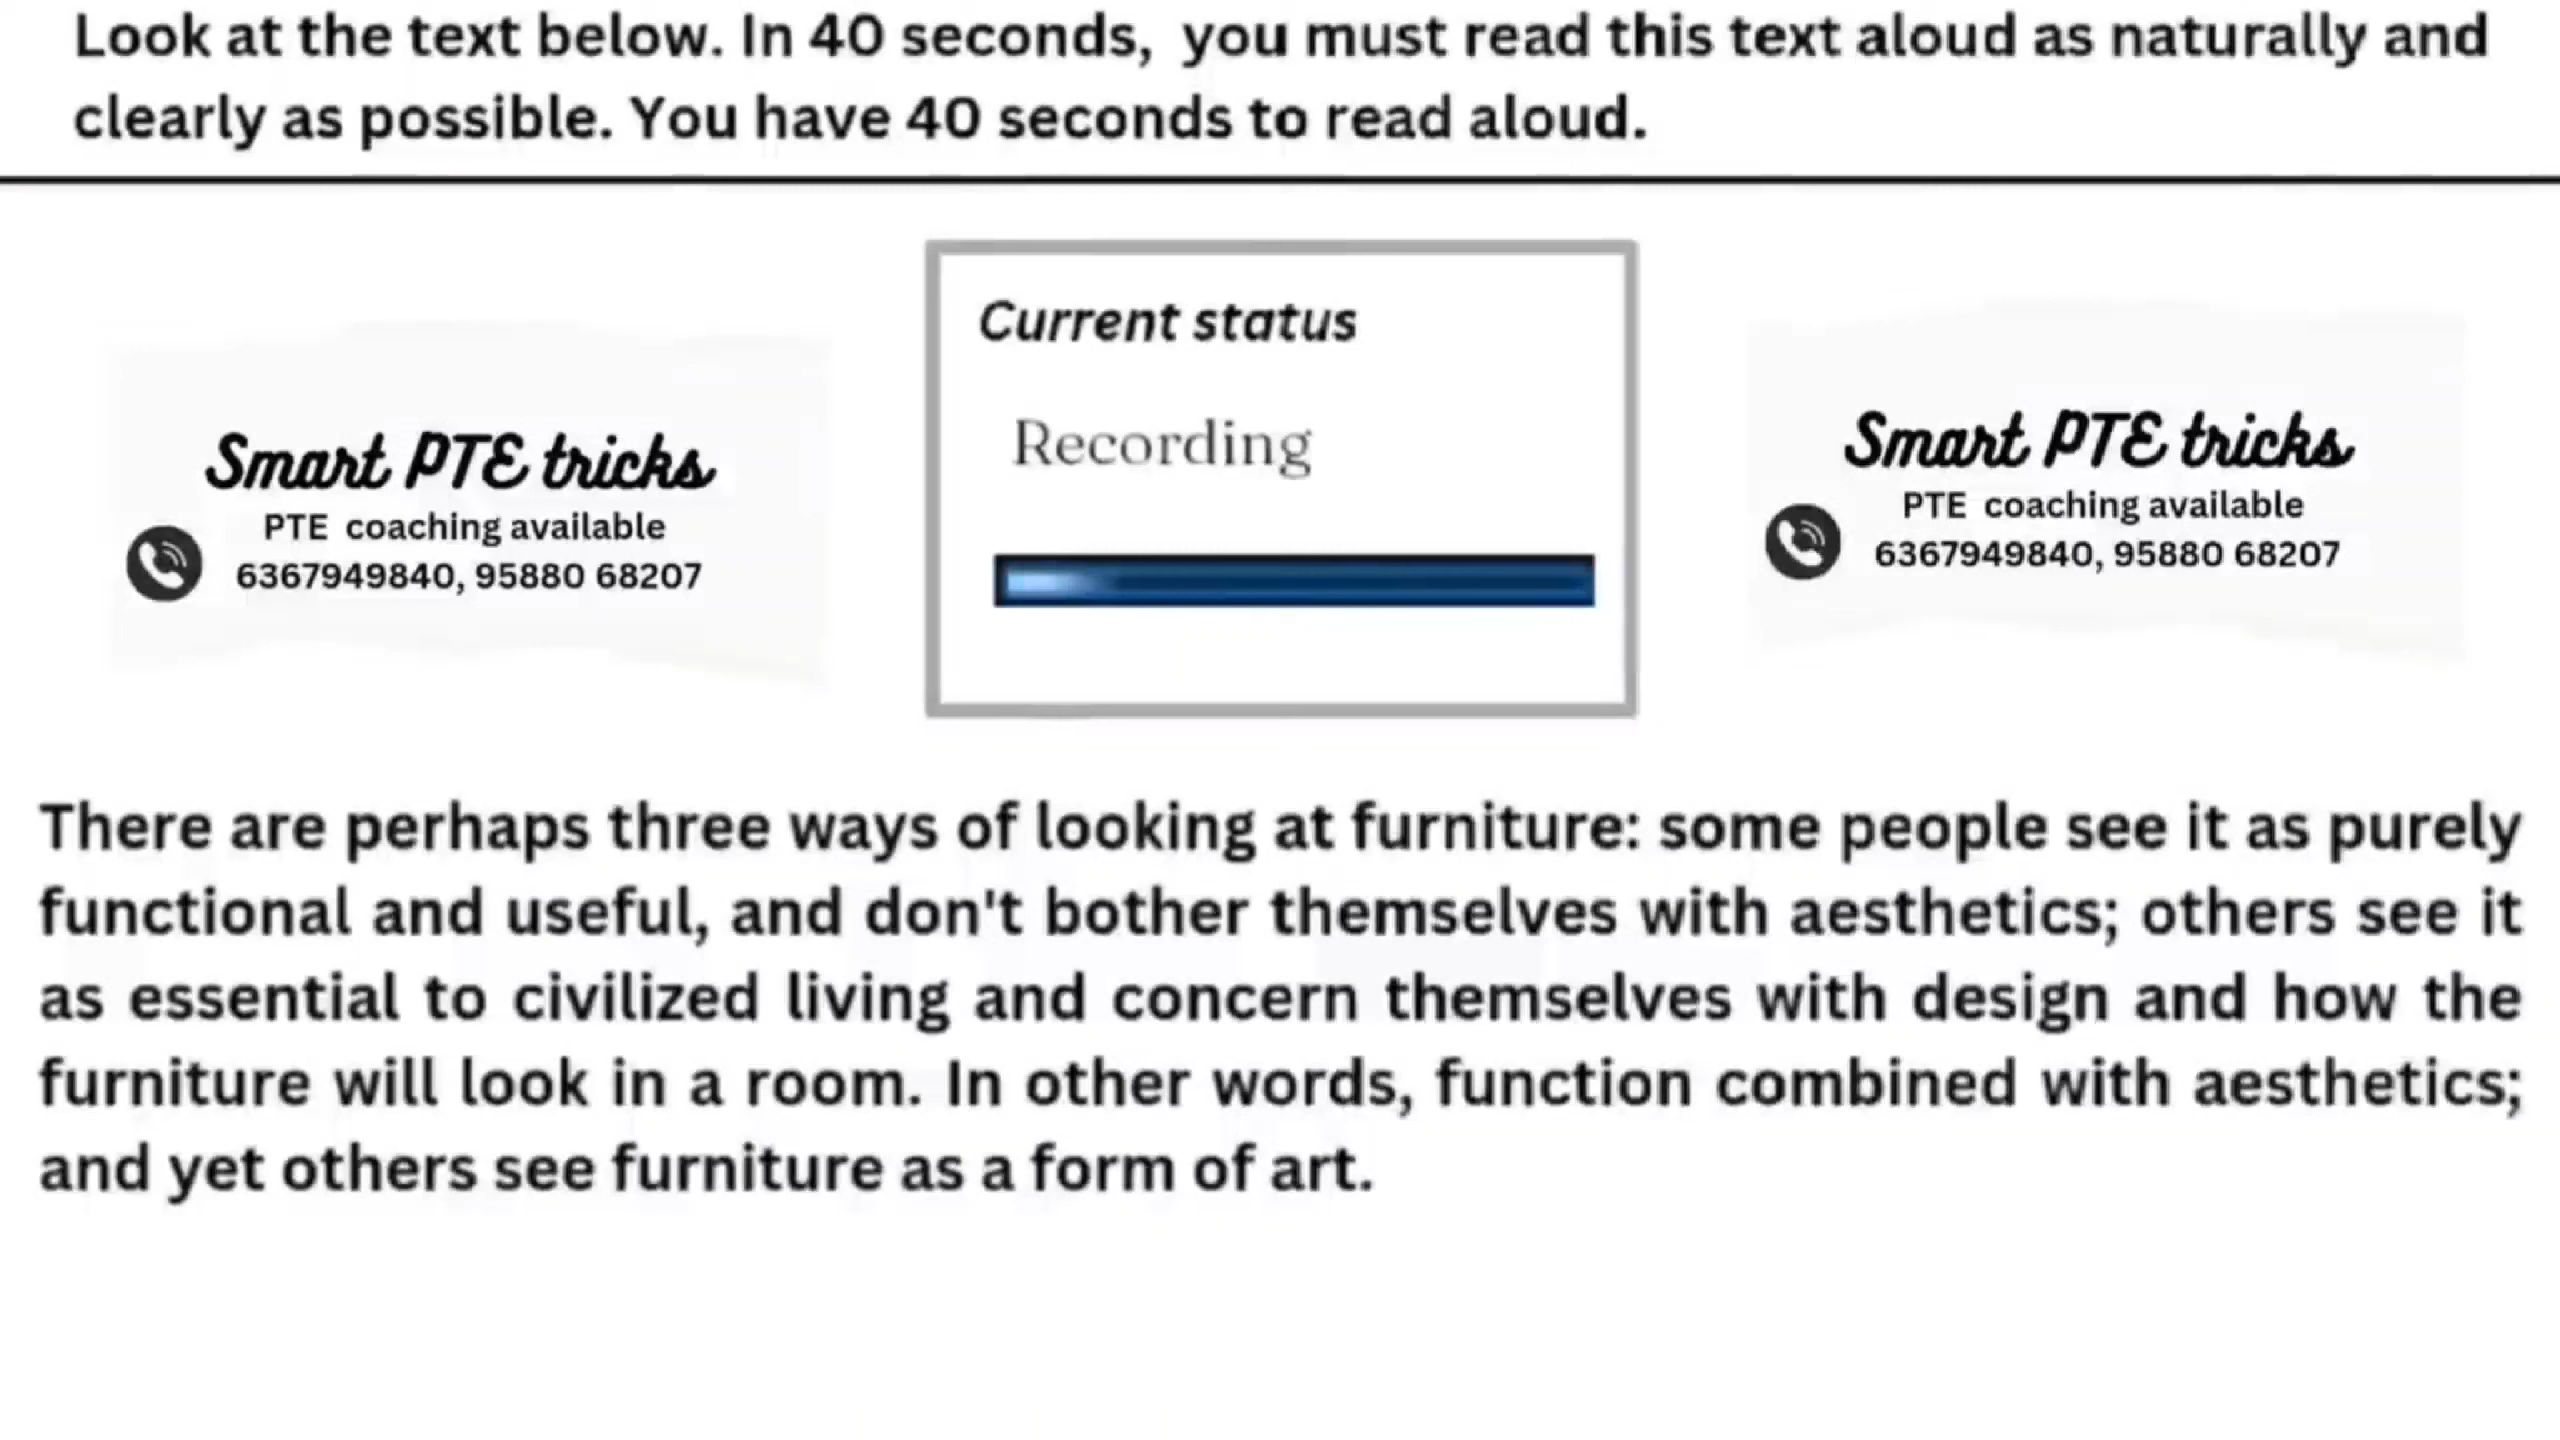 Look at the text below. In 40 seconds, you must read this text aloud as naturally and
clearly as possible. You have 40 seconds to read aloud.
Current status
Recording
Smart PTE tricks
PTE coaching available
6367949840, 95880 68207
Smart PTE tricks
PTE coaching available
6367949840, 95880 68207
There are perhaps three ways of looking at furniture: some people see it as purely
functional and useful, and don't bother themselves with aesthetics; others see it
as essential to civilized living and concern themselves with design and how the
furniture will look in a room. In other words, function combined with aesthetics;
and yet others see furniture as a form of art.